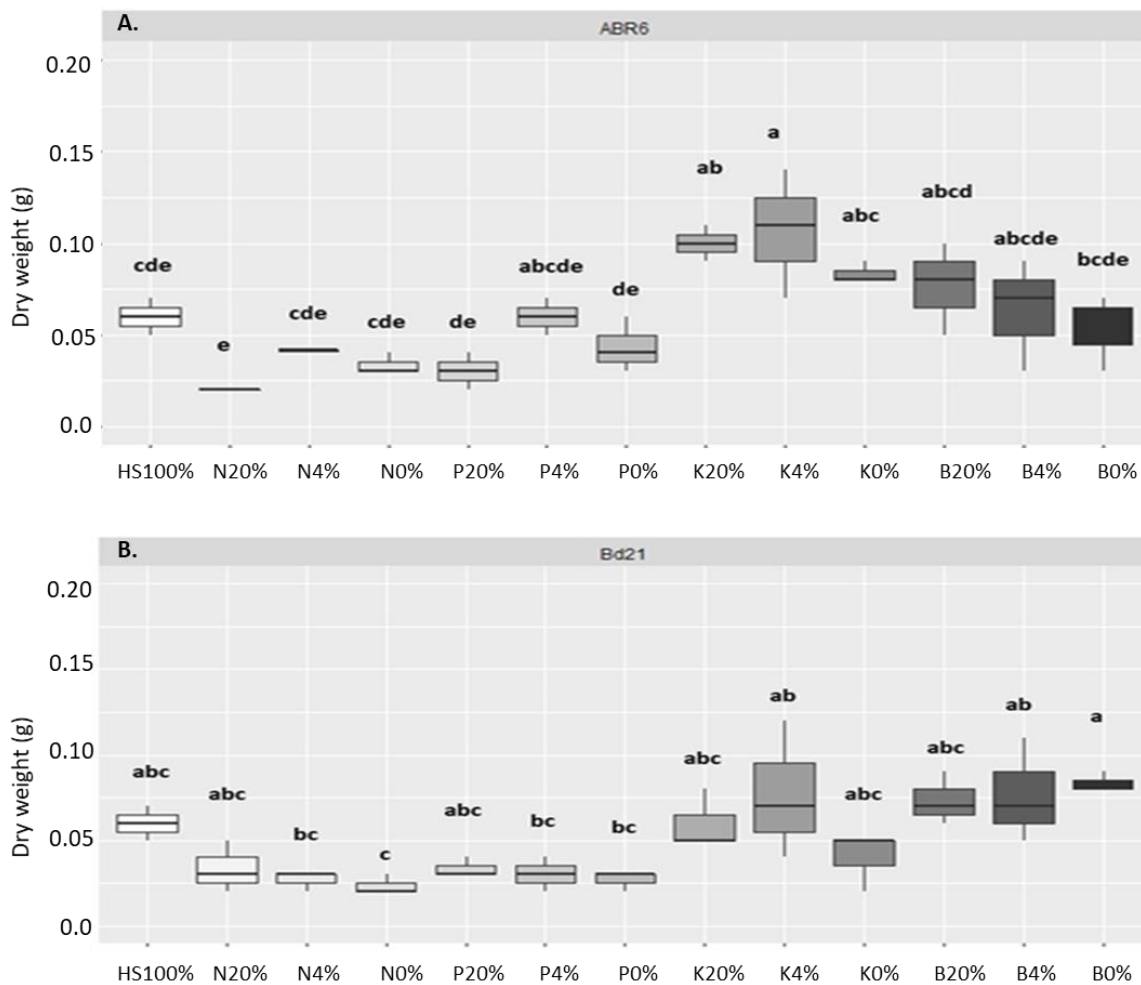 A.
ABR6
0.20
0.15
0.10
0.05
0.0
Dry weight (g)
cde
e
cde
cde
de
abcde
de
ab
a
abc
abcd
abcde
bcde
HS100% N20% N4% N0% P20% P4% P0% K20% K4% K0% B20% B4% B0%
B.
Bd21
0.20
0.15
0.10
0.05
0.0
Dry weight (g)
abc
abc
bc
c
abc
bc
bc
abc
ab
abc
abc
ab
a
HS100% N20% N4% N0% P20% P4% P0% K20% K4% K0% B20% B4% B0%